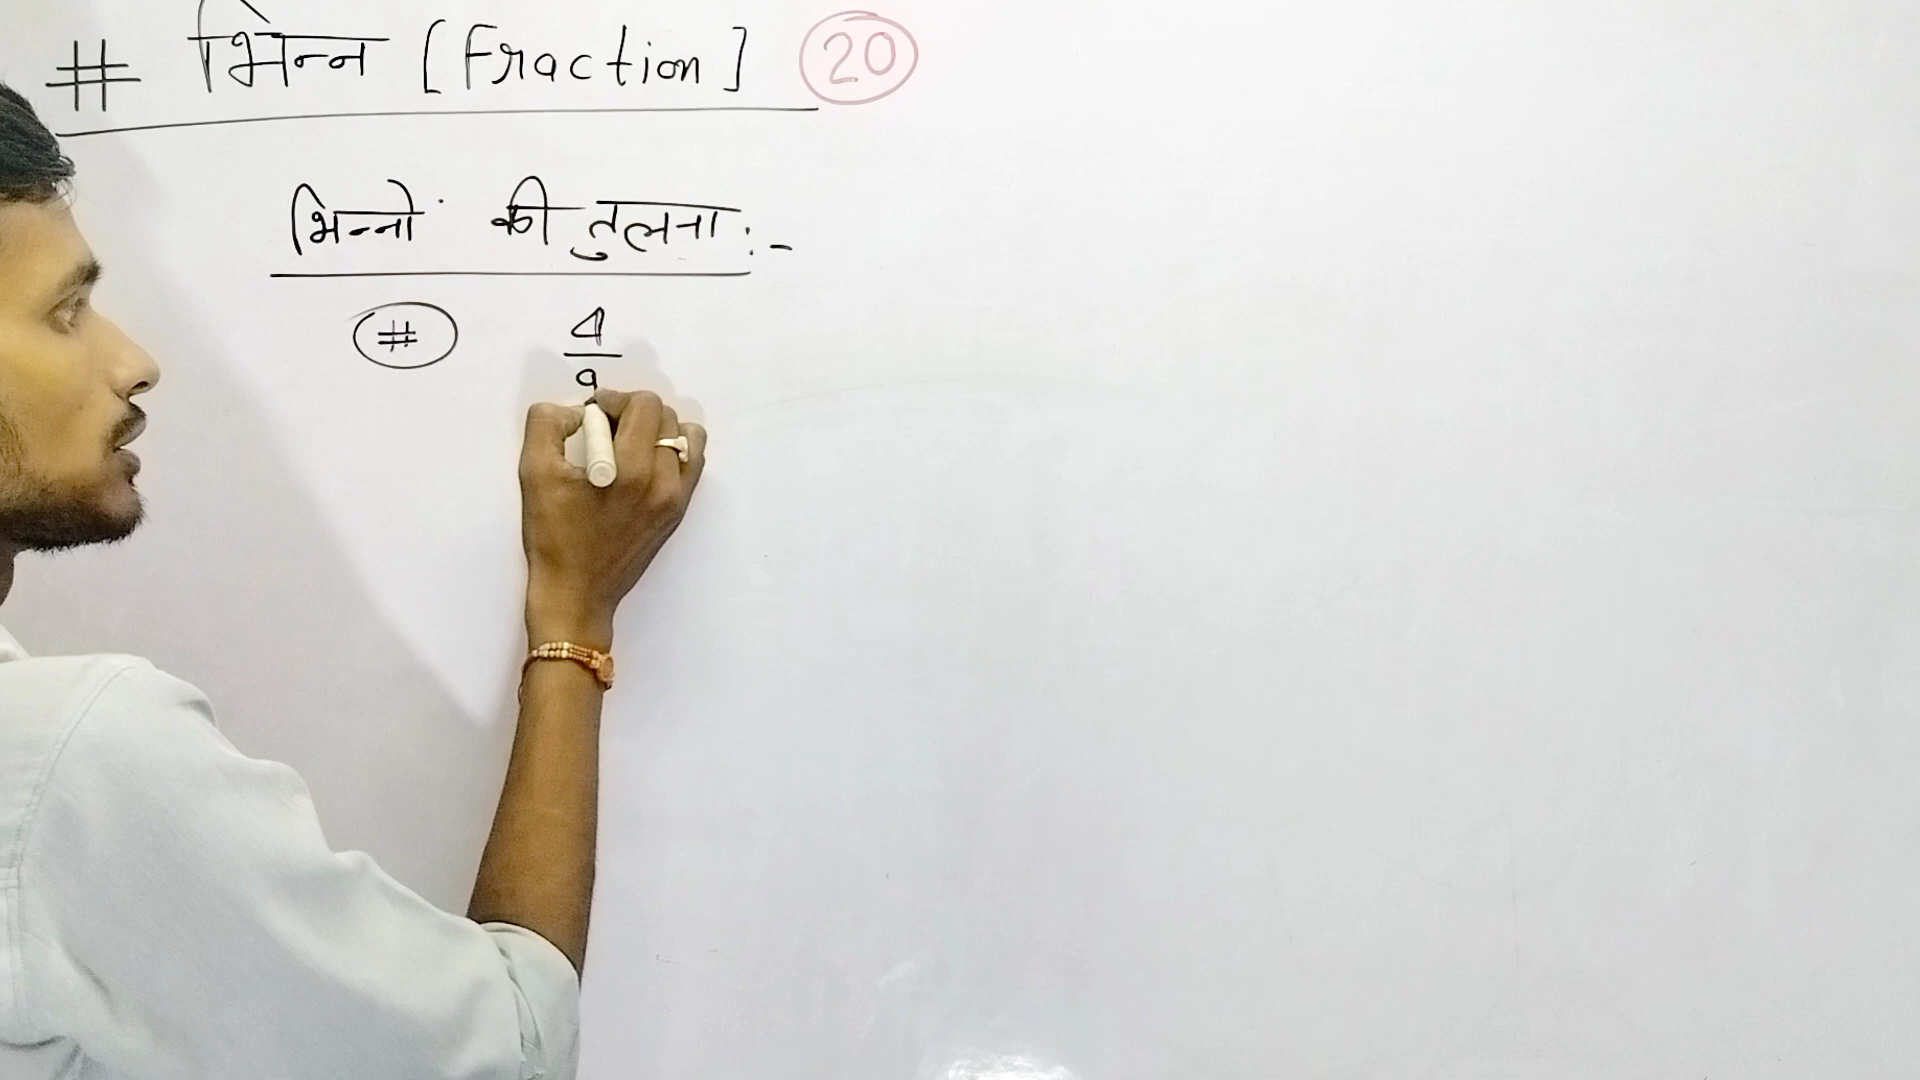 # भिन्न [Fraction] 20
भिन्नों की तुलना :-
# 4/9